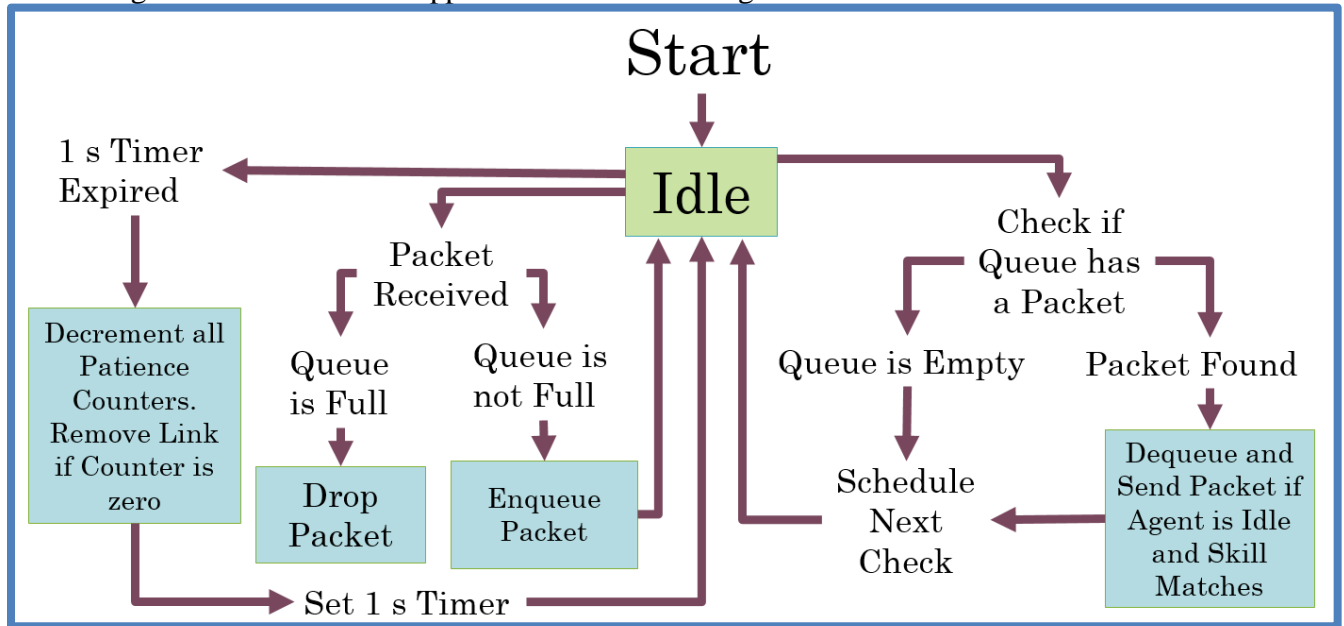 Start
Idle
1 s Timer
Expired
Packet
Received
Check if
Queue has
a Packet
Decrement all
Patience
Counters.
Remove Link
if Counter is
zero
Queue
is Full
Queue is
not Full
Queue is Empty
Packet Found
Drop
Packet
Enqueue
Packet
Schedule
Next
Check
Dequeue and
Send Packet if
Agent is Idle
and Skill
Matches
Set 1 s Timer